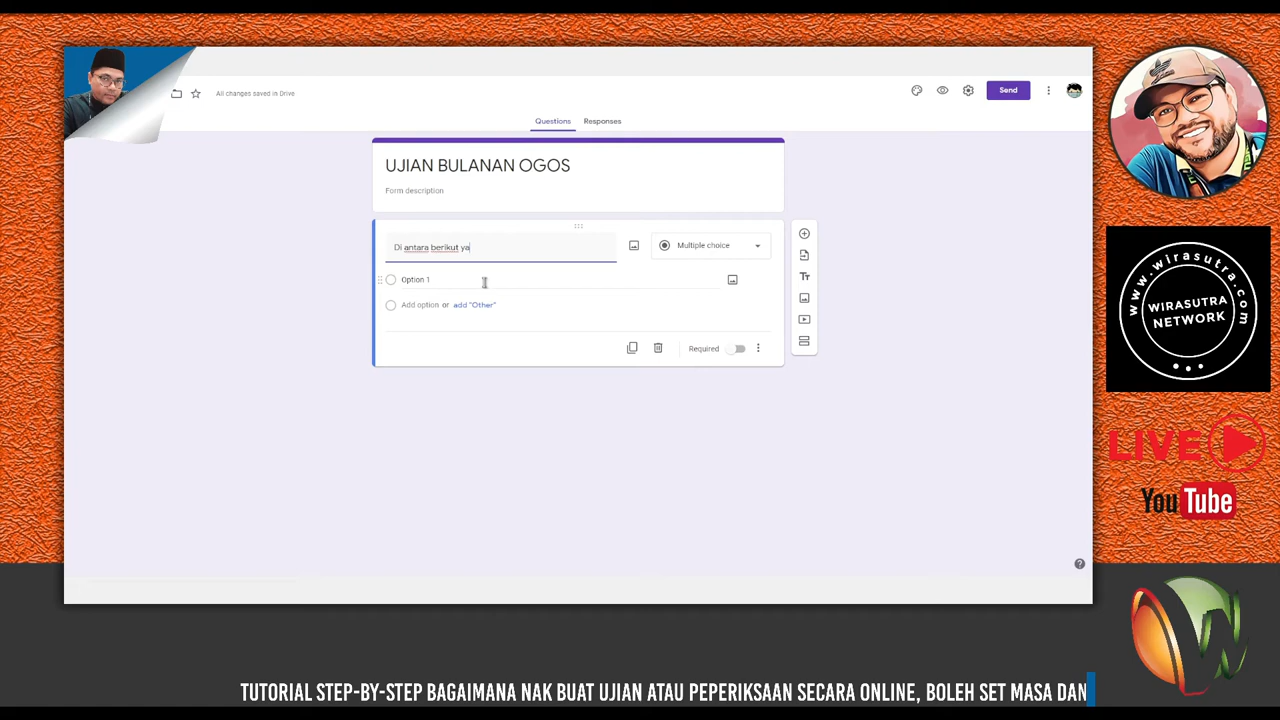 All changes saved in Drive
Send
Questions
Responses
UJIAN BULANAN OGOS
Form description
Di antara berikut ya
Multiple choice
Option 1
Add option or add "Other"
Required
www.wirasutra.com
WIRASUTRA
NETWORK
LIVE
YouTube
TUTORIAL STEP-BY-STEP BAGAIMANA NAK BUAT UJIAN ATAU PEPERIKSAAN SECARA ONLINE, BOLEH SET MASA DAN